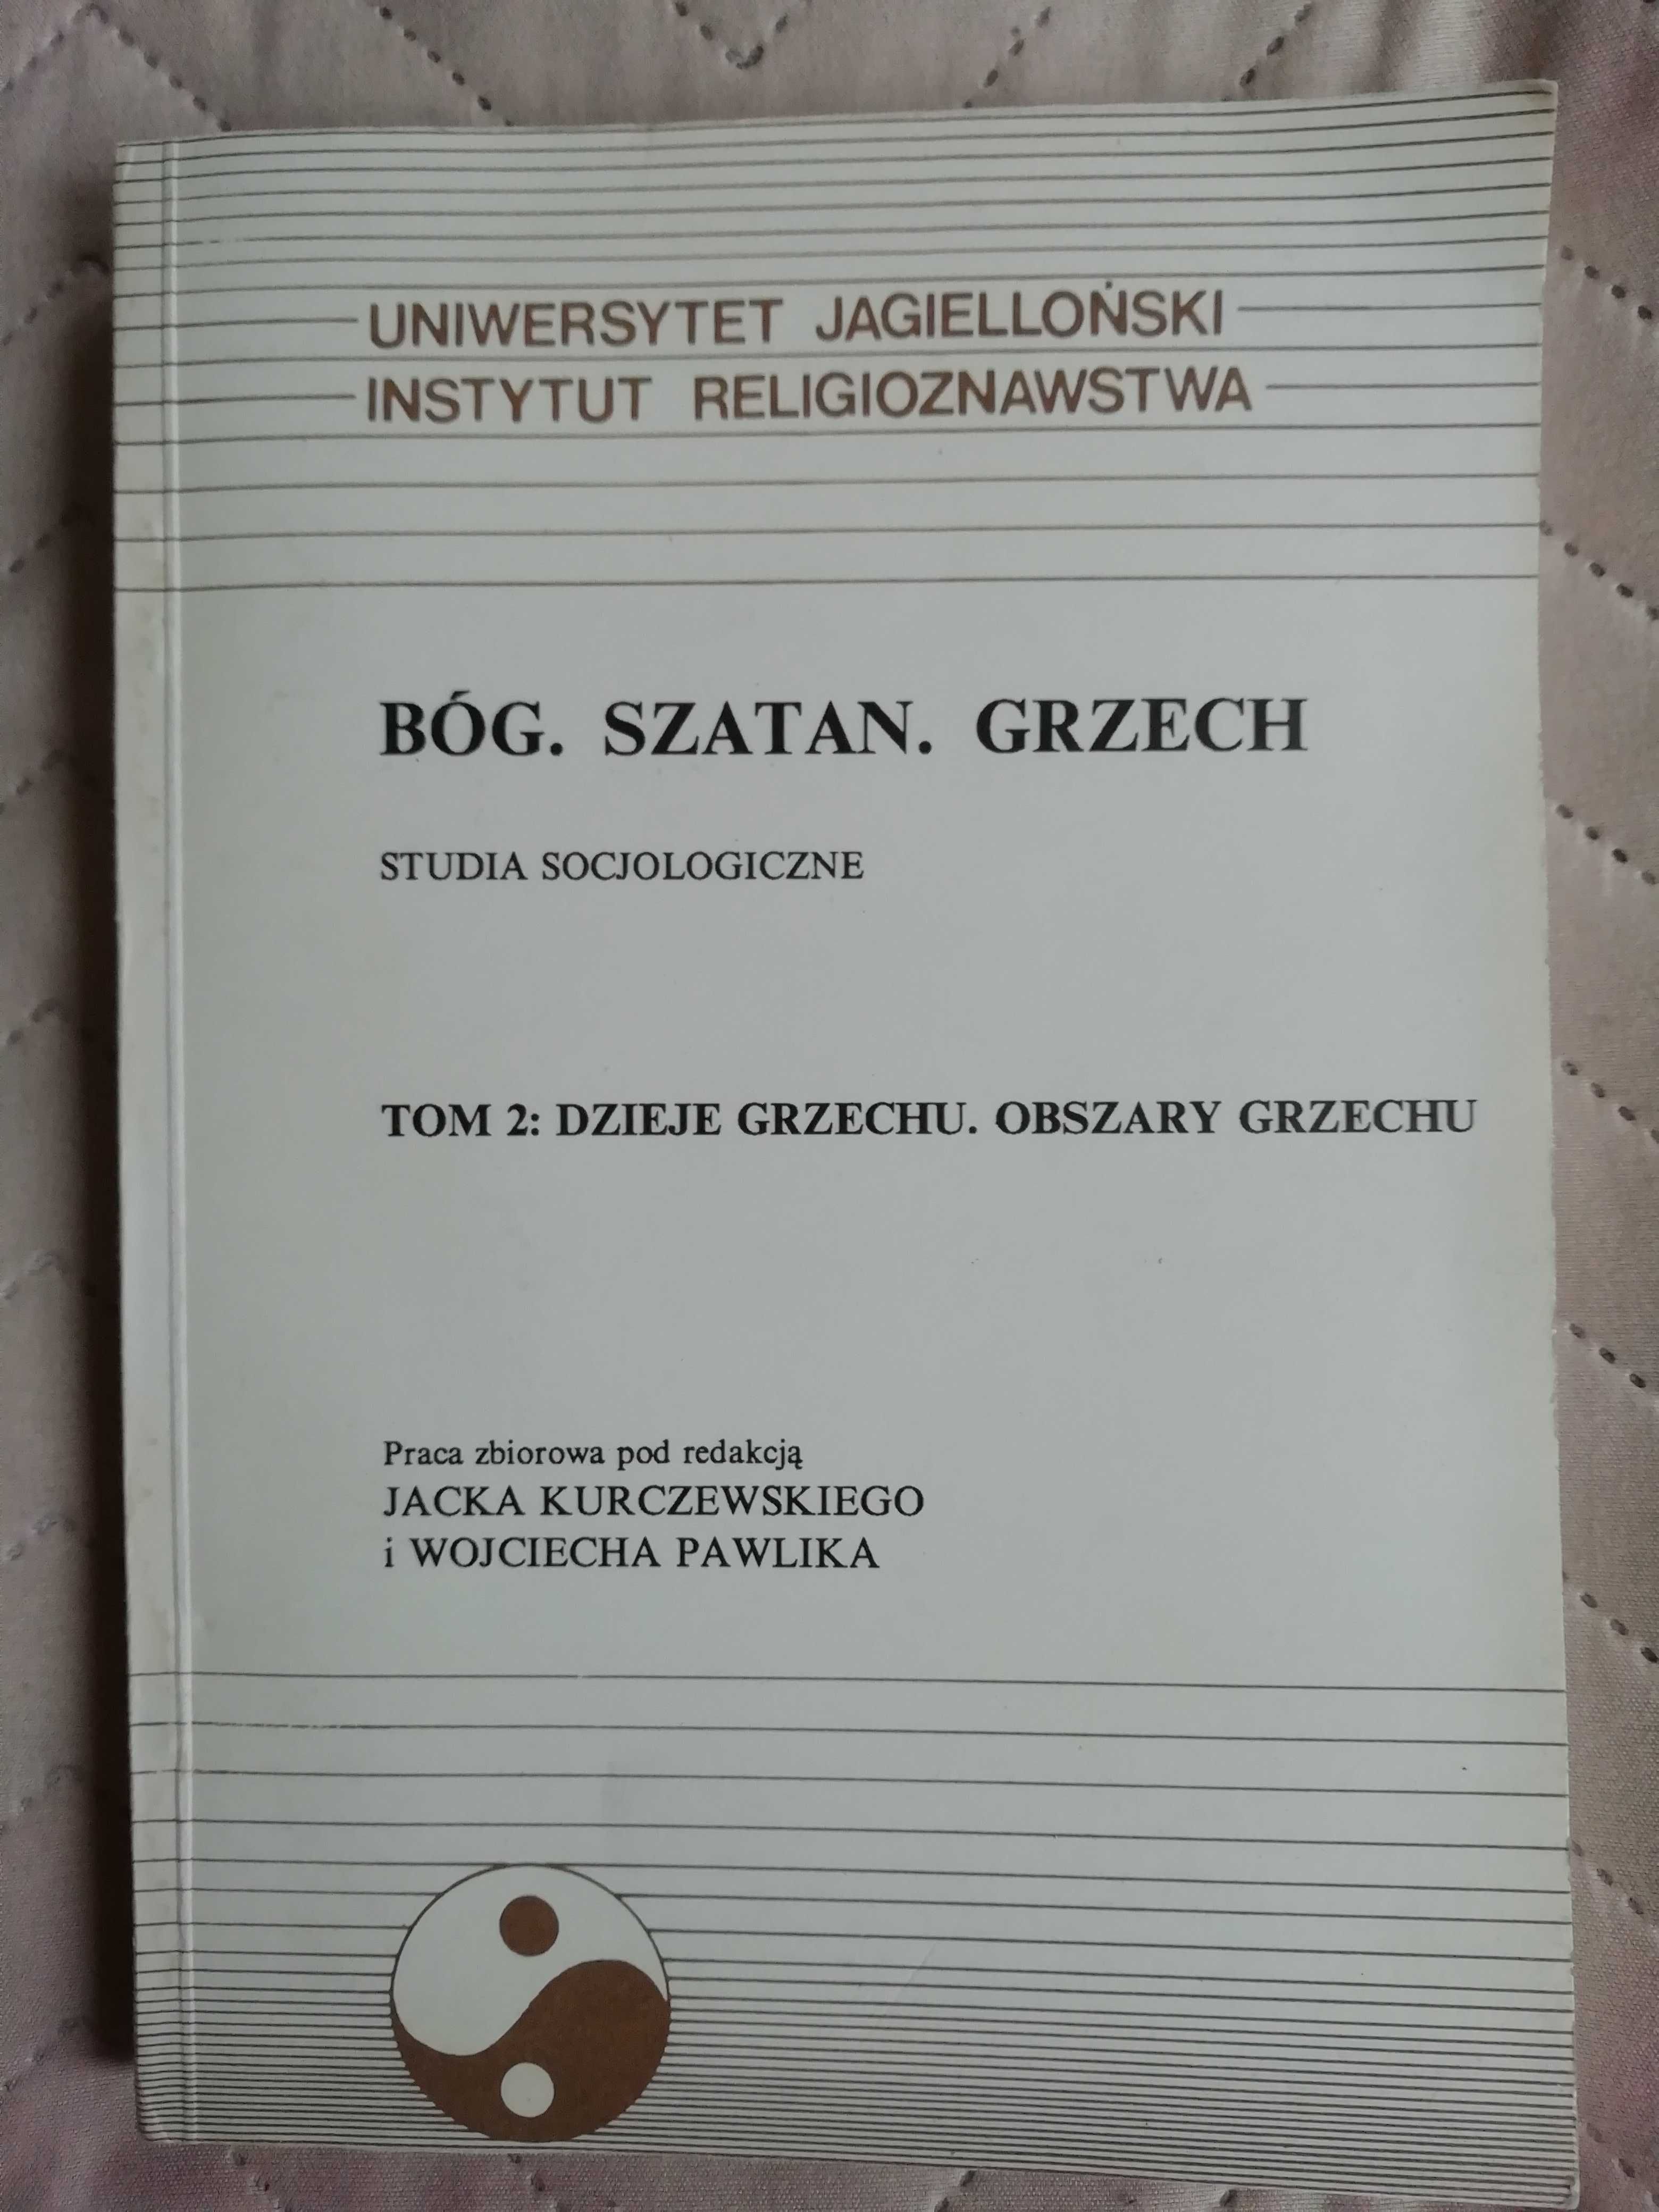 UNIWERSYTET JAGIELLOŃSKI
INSTYTUT RELIGIOZNAWSTWA
BÓG. SZATAN. GRZECH
STUDIA SOCJOLOGICZNE
TOM 2: DZIEJE GRZECHU. OBSZARY GRZECHU
Praca zbiorowa pod redakcją
JACKA KURCZEWSKIEGO
i WOJCIECHA PAWLIKA